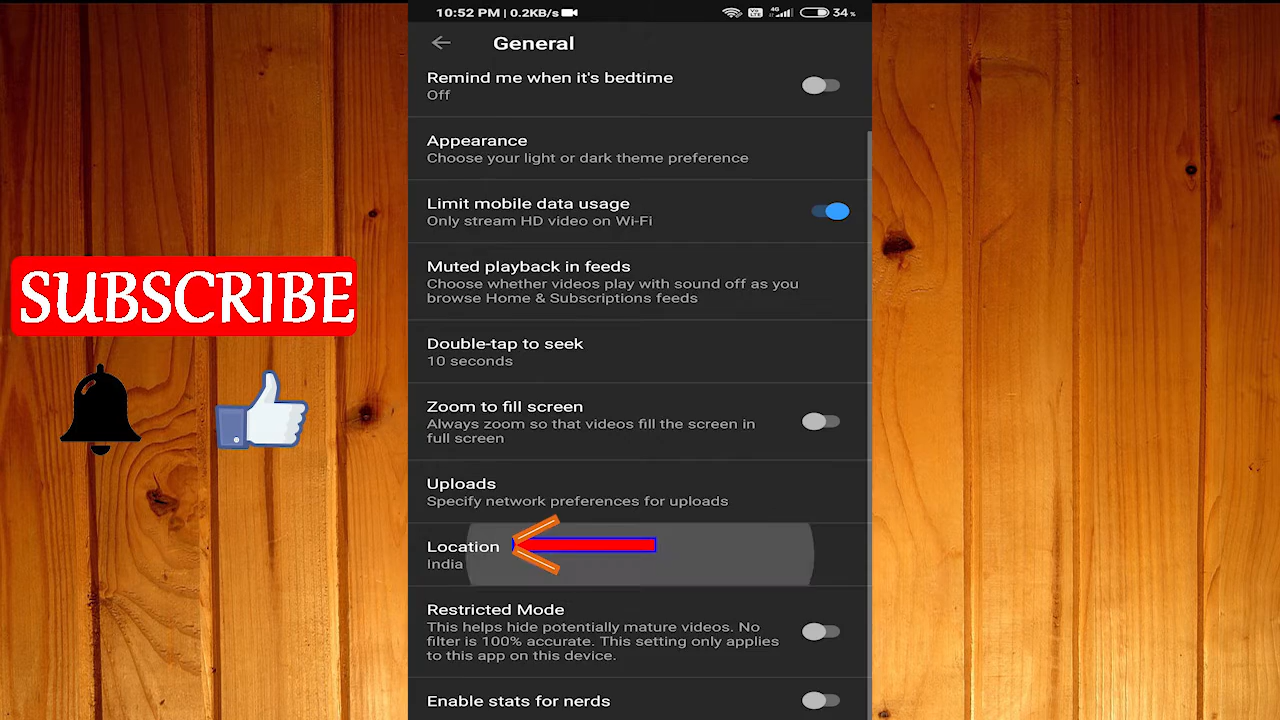 10:52 PM | 0.2KB/s
Vo LTE 4G 34%
General
Remind me when it's bedtime
Off
Appearance
Choose your light or dark theme preference
Limit mobile data usage
Only stream HD video on Wi-Fi
Muted playback in feeds
Choose whether videos play with sound off as you
browse Home & Subscriptions feeds
Double-tap to seek
10 seconds
Zoom to fill screen
Always zoom so that videos fill the screen in
full screen
Uploads
Specify network preferences for uploads
Location
India
Restricted Mode
This helps hide potentially mature videos. No
filter is 100% accurate. This setting only applies
to this app on this device.
Enable stats for nerds
SUBSCRIBE